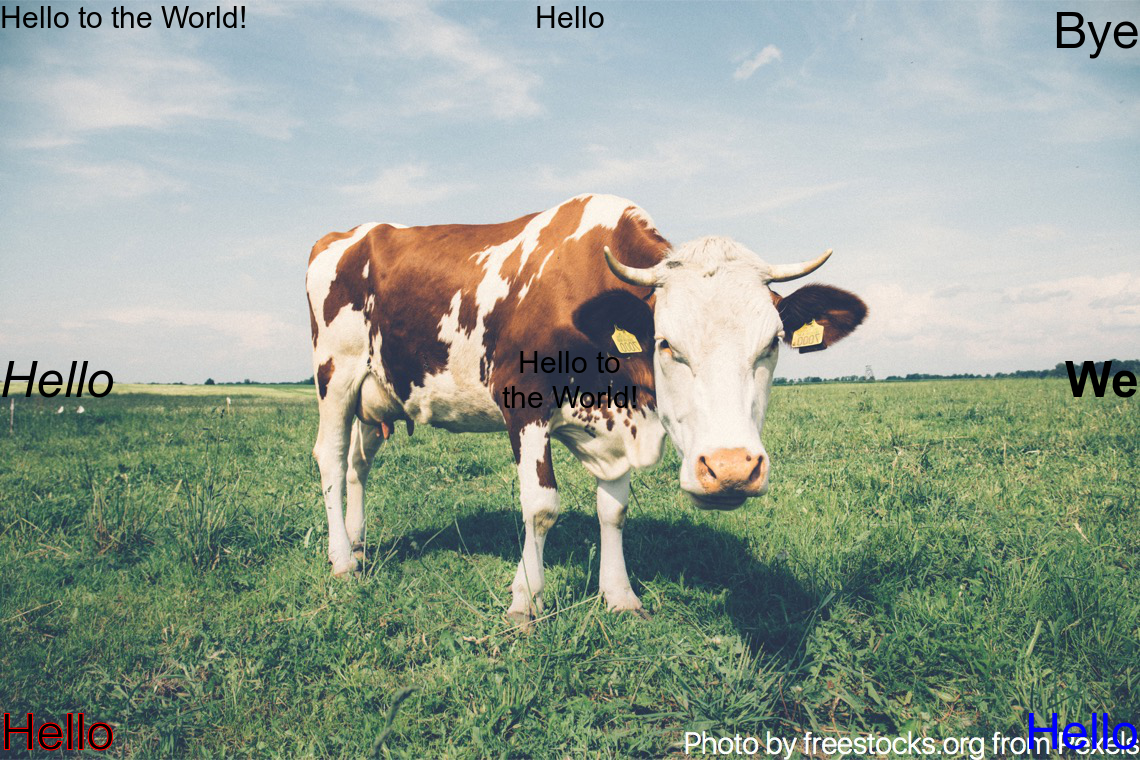 Hello to the World!
Hello
Bye
Hello to
the World!
Hello
We
Hello
Hello
Photo by freestocks.org from Pexels